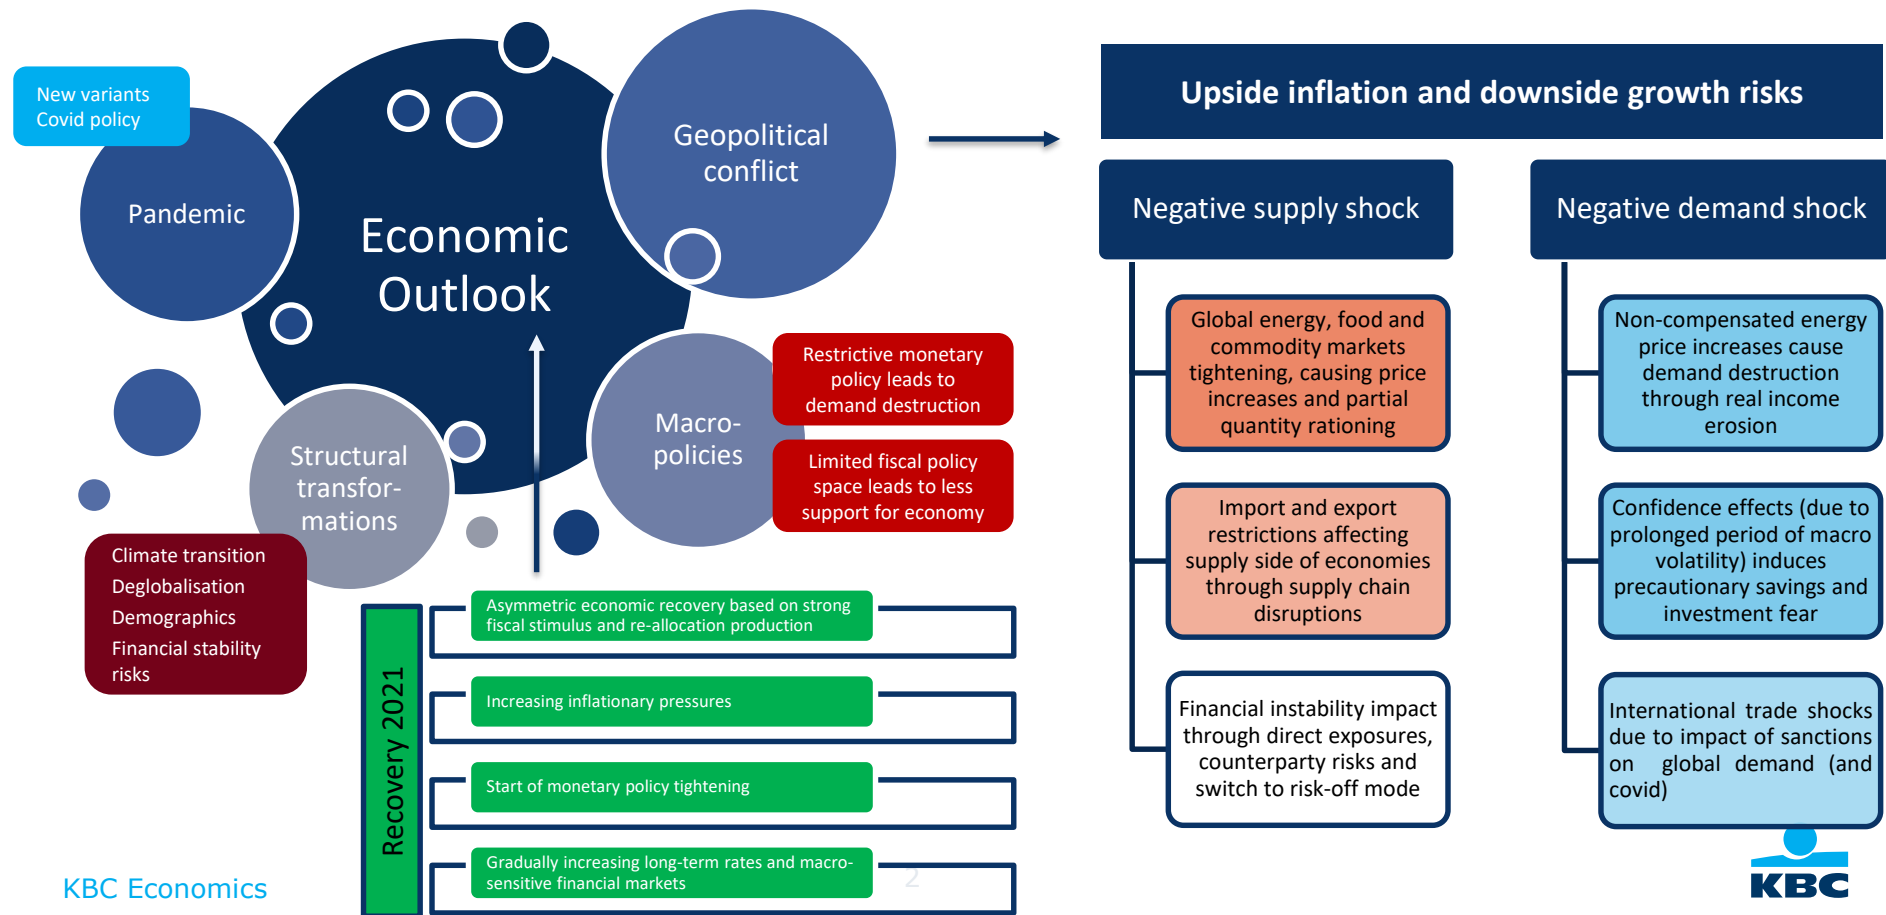 New variants
Covid policy
Pandemic
Economic
Outlook
Geopolitical
conflict
Macro-
policies
Restrictive monetary
policy leads to
demand destruction
Limited fiscal policy
space leads to less
support for economy
Structural
transfor-
mations
Climate transition
Deglobalisation
Demographics
Financial stability
risks
Recovery 2021
Asymmetric economic recovery based on strong
fiscal stimulus and re-allocation production
Increasing inflationary pressures
Start of monetary policy tightening
Gradually increasing long-term rates and macro-
sensitive financial markets
Upside inflation and downside growth risks
Negative supply shock
Global energy, food and
commodity markets
tightening, causing price
increases and partial
quantity rationing
Import and export
restrictions affecting
supply side of economies
through supply chain
disruptions
Financial instability impact
through direct exposures,
counterparty risks and
switch to risk-off mode
Negative demand shock
Non-compensated energy
price increases cause
demand destruction
through real income
erosion
Confidence effects (due to
prolonged period of macro
volatility) induces
precautionary savings and
investment fear
International trade shocks
due to impact of sanctions
on global demand (and
covid)
KBC Economics
2
KBC